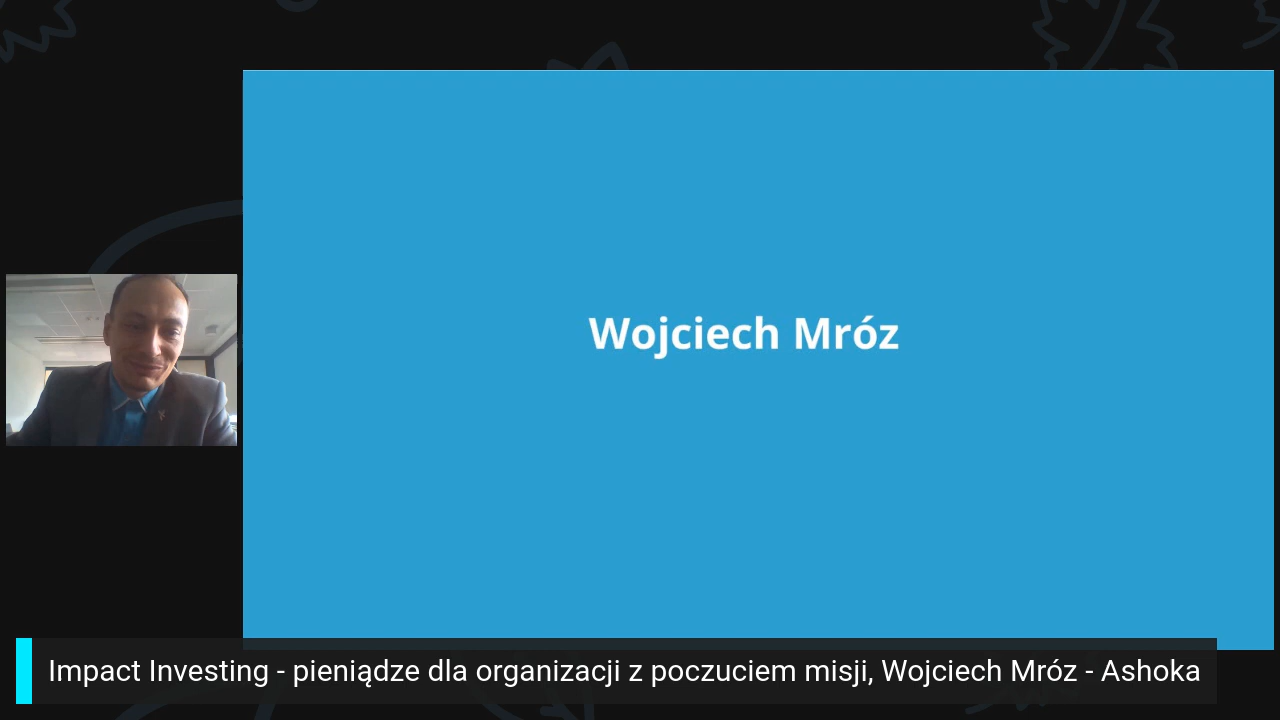 Wojciech Mróz
Impact Investing - pieniądze dla organizacji z poczuciem misji, Wojciech Mróz - Ashoka